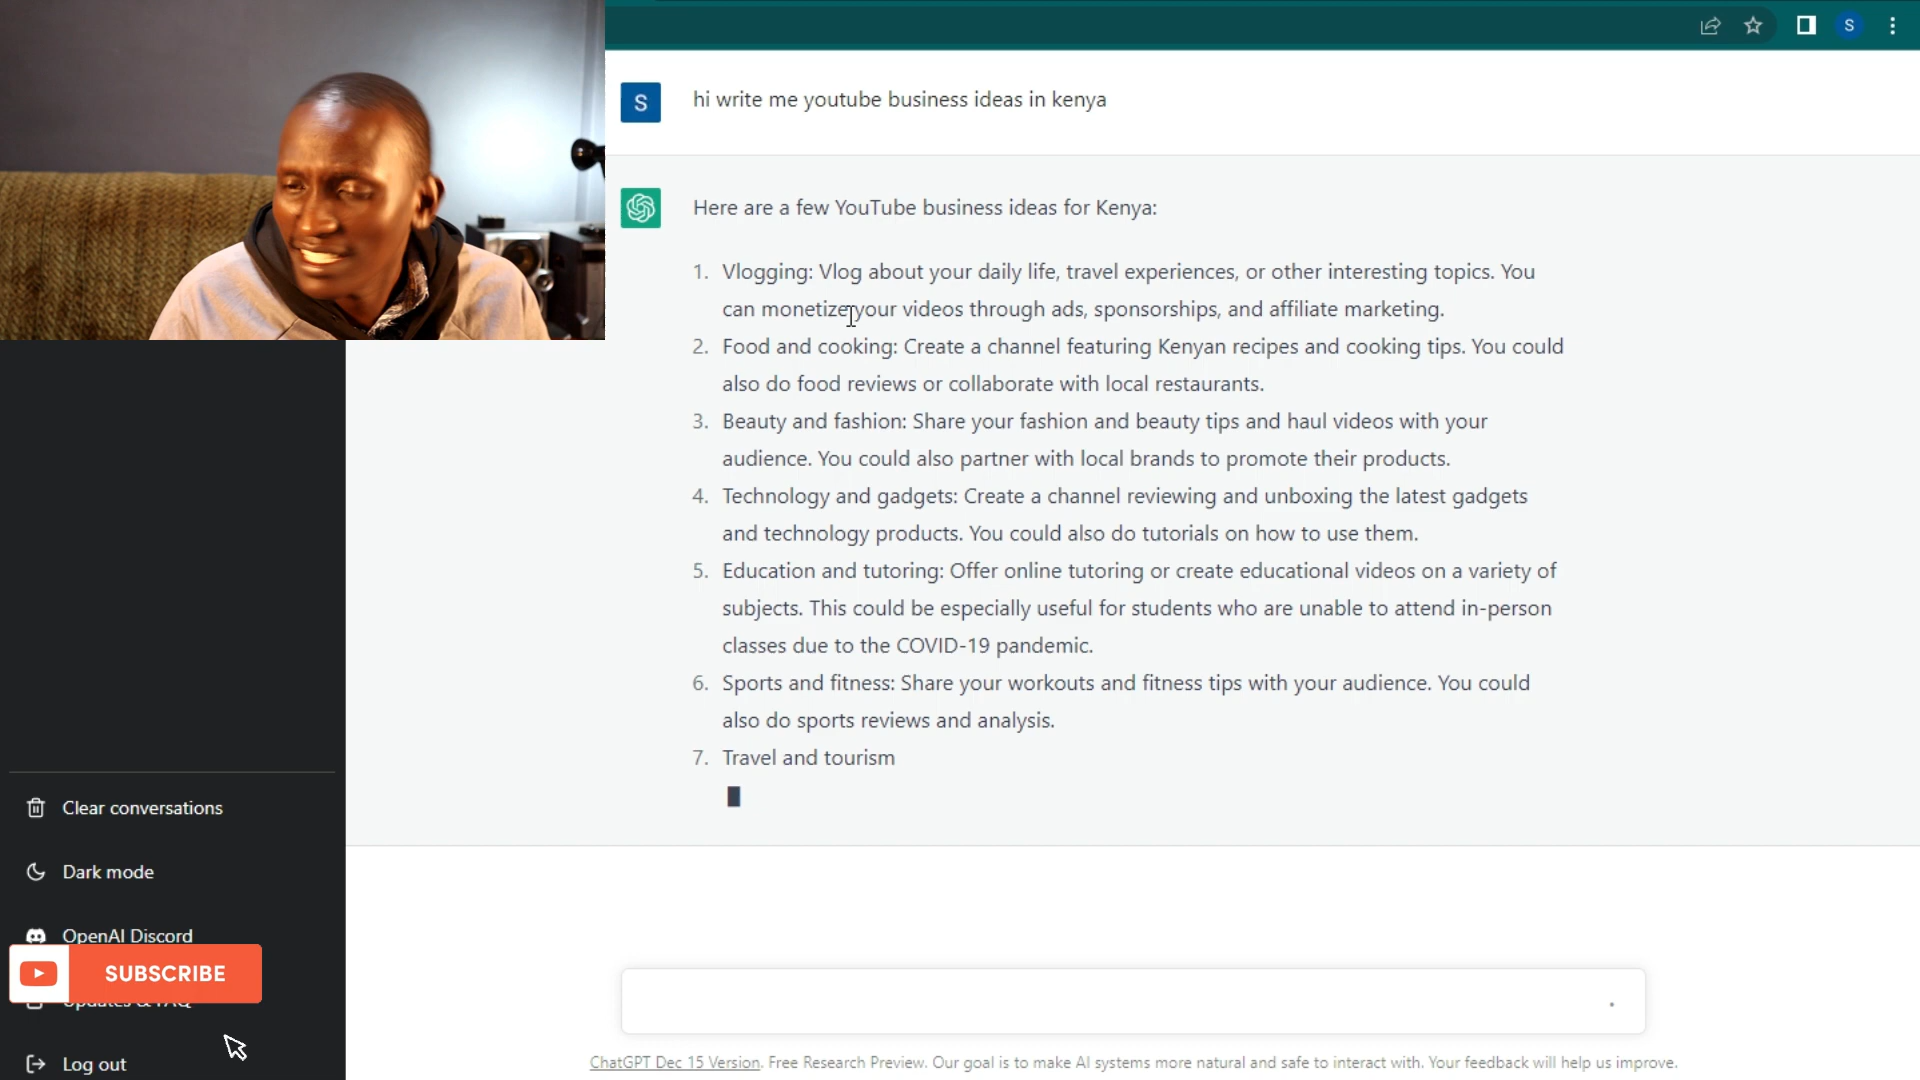 S
hi write me youtube business ideas in kenya
S
Here are a few YouTube business ideas for Kenya:
1. Vlogging: Vlog about your daily life, travel experiences, or other interesting topics. You
can monetize your videos through ads, sponsorships, and affiliate marketing.
2. Food and cooking: Create a channel featuring Kenyan recipes and cooking tips. You could
also do food reviews or collaborate with local restaurants.
3. Beauty and fashion: Share your fashion and beauty tips and haul videos with your
audience. You could also partner with local brands to promote their products.
4. Technology and gadgets: Create a channel reviewing and unboxing the latest gadgets
and technology products. You could also do tutorials on how to use them.
5. Education and tutoring: Offer online tutoring or create educational videos on a variety of
subjects. This could be especially useful for students who are unable to attend in-person
classes due to the COVID-19 pandemic.
6. Sports and fitness: Share your workouts and fitness tips with your audience. You could
also do sports reviews and analysis.
7. Travel and tourism
Clear conversations
Dark mode
OpenAI Discord
SUBSCRIBE
Updates & FAQ
Log out
ChatGPT Dec 15 Version. Free Research Preview. Our goal is to make AI systems more natural and safe to interact with. Your feedback will help us improve.